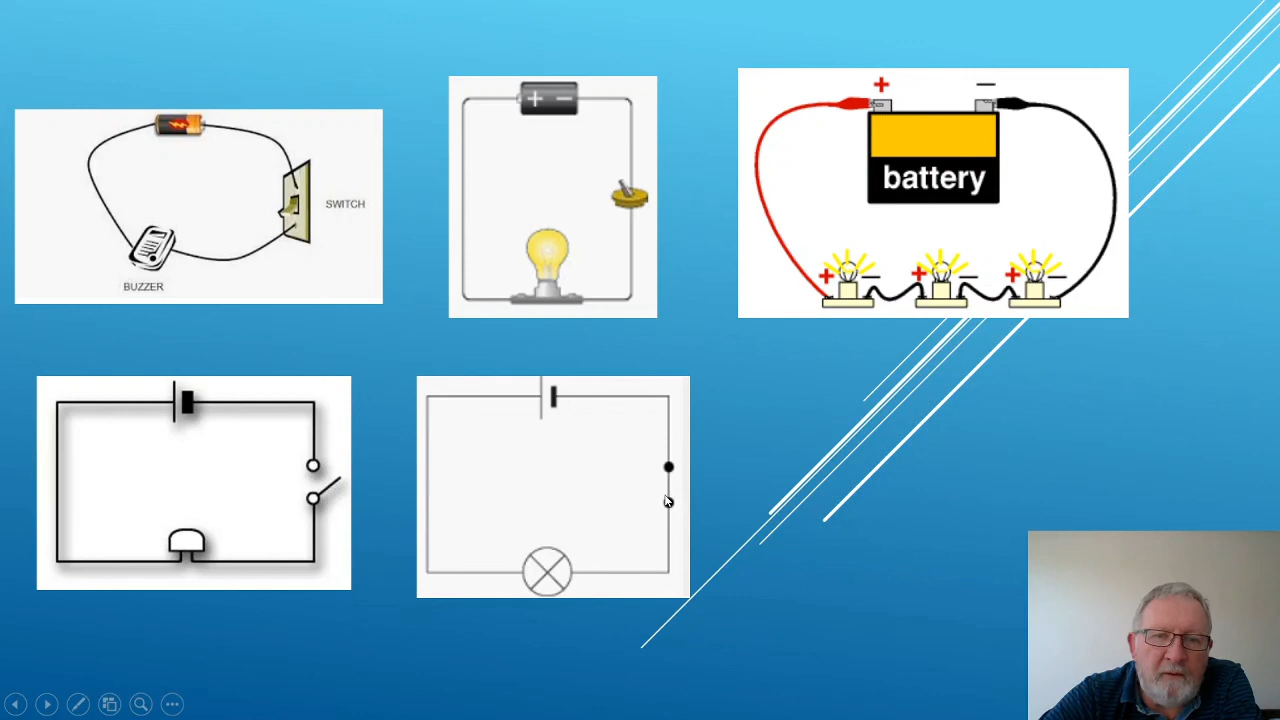 SWITCH
BUZZER
+ −
+ −
battery
+ − + − + −